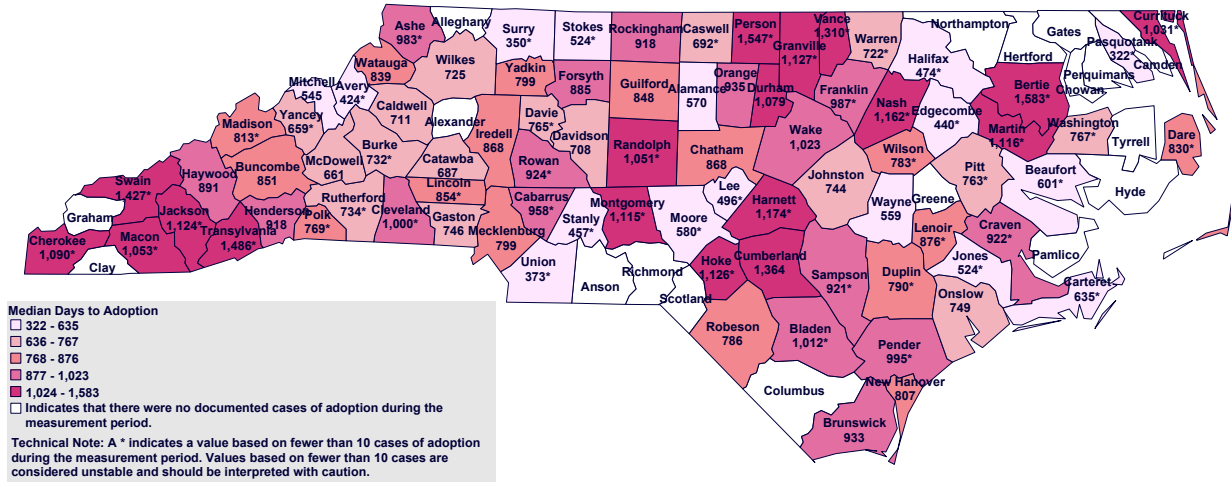 Ashe
983*
Alleghany
Surry
350*
Stokes
524*
Rockingham
918
Caswell
692*
Person
1,547*
Granville
1,127*
Vance
1,310*
Warren
722*
Northampton
Halifax
474*
Hertford
Gates
Pasquotank
322*
Currituck
1,031*
Camden
Perquimans
Chowan
Bertie
1,583*
Watauga
839
Wilkes
725
Yadkin
799
Forsyth
885
Guilford
848
Alamance
570
Orange
935
Durham
1,079
Franklin
987*
Nash
1,162*
Edgecombe
440*
Martin
1,116*
Washington
767*
Tyrrell
Dare
830*
Mitchell
545
Avery
424*
Yancey
659*
Caldwell
711
Alexander
Iredell
868
Davie
765*
Davidson
708
Randolph
1,051*
Chatham
868
Wake
1,023
Wilson
783*
Pitt
763*
Beaufort
601*
Hyde
Madison
813*
Buncombe
851
McDowell
661
Burke
732*
Catawba
687
Rowan
924*
Johnston
744
Wayne
559
Greene
Swain
1,427*
Haywood
891
Graham
Jackson
1,124*
Transylvania
1,486*
Henderson
918
Polk
769*
Rutherford
734*
Cleveland
1,000*
Lincoln
854*
Gaston
746
Mecklenburg
799
Cabarrus
958*
Stanly
457*
Montgomery
1,115*
Moore
580*
Lee
496*
Harnett
1,174*
Lenoir
876*
Craven
922*
Pamlico
Cherokee
1,090*
Macon
1,053*
Clay
Union
373*
Anson
Richmond
Scotland
Hoke
1,126*
Cumberland
1,364
Sampson
921*
Duplin
790*
Jones
524*
Onslow
749
Carteret
635*
Robeson
786
Bladen
1,012*
Pender
995*
Columbus
New Hanover
807
Brunswick
933
Median Days to Adoption
322 - 635
636 - 767
768 - 876
877 - 1,023
1,024 - 1,583
Indicates that there were no documented cases of adoption during the
measurement period.
Technical Note: A * indicates a value based on fewer than 10 cases of adoption
during the measurement period. Values based on fewer than 10 cases are
considered unstable and should be interpreted with caution.